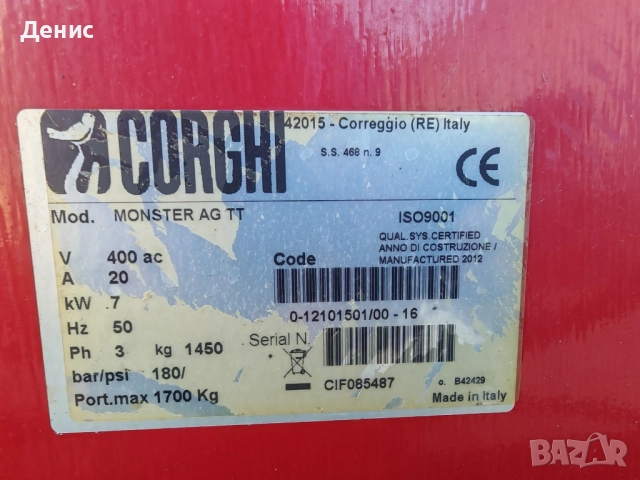 Денис
CORGHI
42015 - Correggio (RE) Italy
S.S. 468 n. 9
CE
Mod. MONSTER AG TT
ISO9001
QUAL.SYS.CERTIFIED
ANNO DI COSTRUZIONE /
MANUFACTURED 2012
V 400 ac
Code
A 20
kW 7
0-12101501/00 - 16
Hz 50
Serial N.
Ph 3 kg 1450
bar/psi 180/
CIF085487
o. B42429
Port.max 1700 Kg
Made in Italy
BAZAR